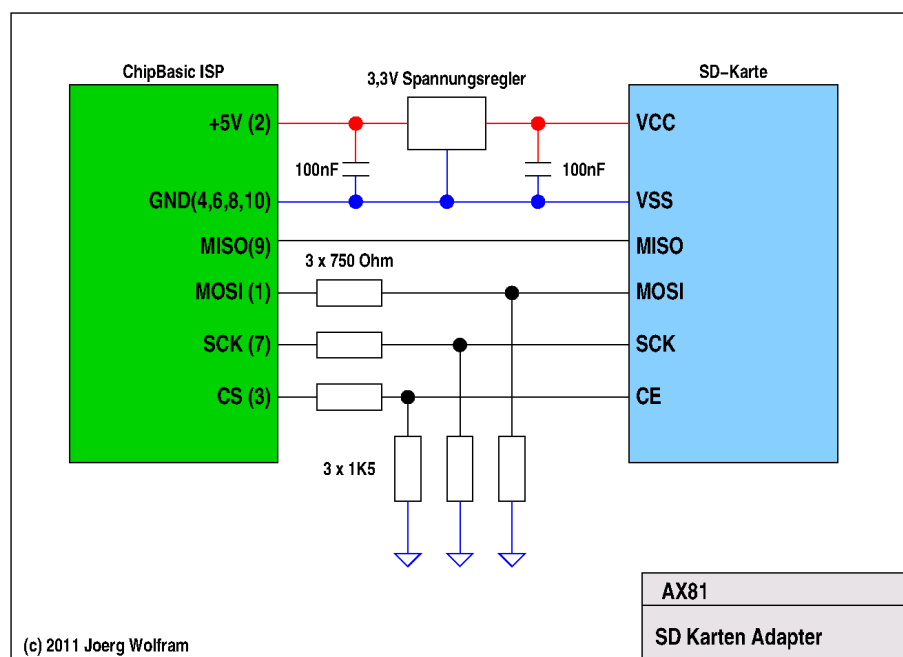 ChipBasic ISP
3,3V Spannungsregler
SD-Karte
+5V (2)
VCC
100nF
100nF
GND(4,6,8,10)
VSS
MISO(9)
MISO
3 x 750 Ohm
MOSI (1)
MOSI
SCK (7)
SCK
CS (3)
CE
3 x 1K5
AX81
SD Karten Adapter
(c) 2011 Joerg Wolfram